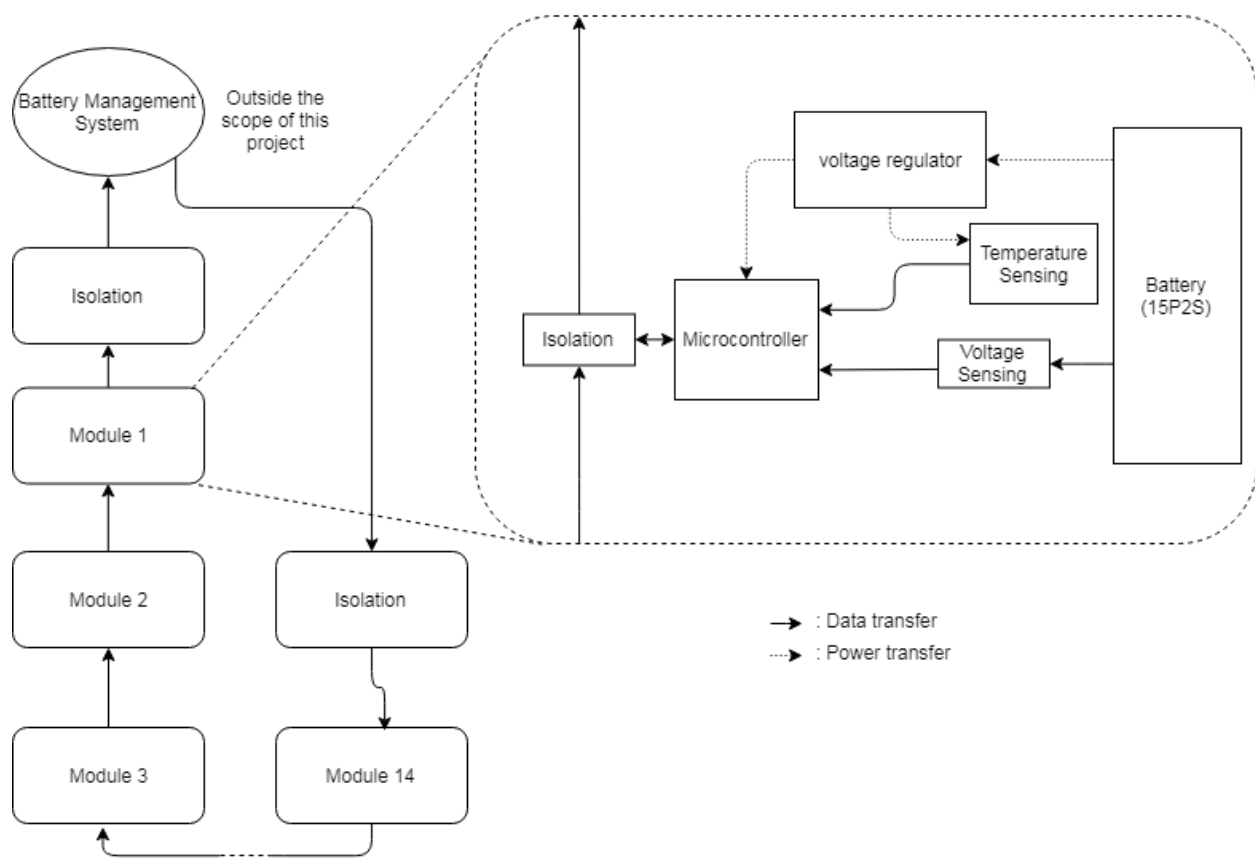 Battery Management
System
Outside the
scope of this
project
Isolation
Module 1
Module 2
Module 3
Isolation
Module 14
voltage regulator
Temperature
Sensing
Battery
(15P2S)
Isolation
Microcontroller
Voltage
Sensing
: Data transfer
: Power transfer